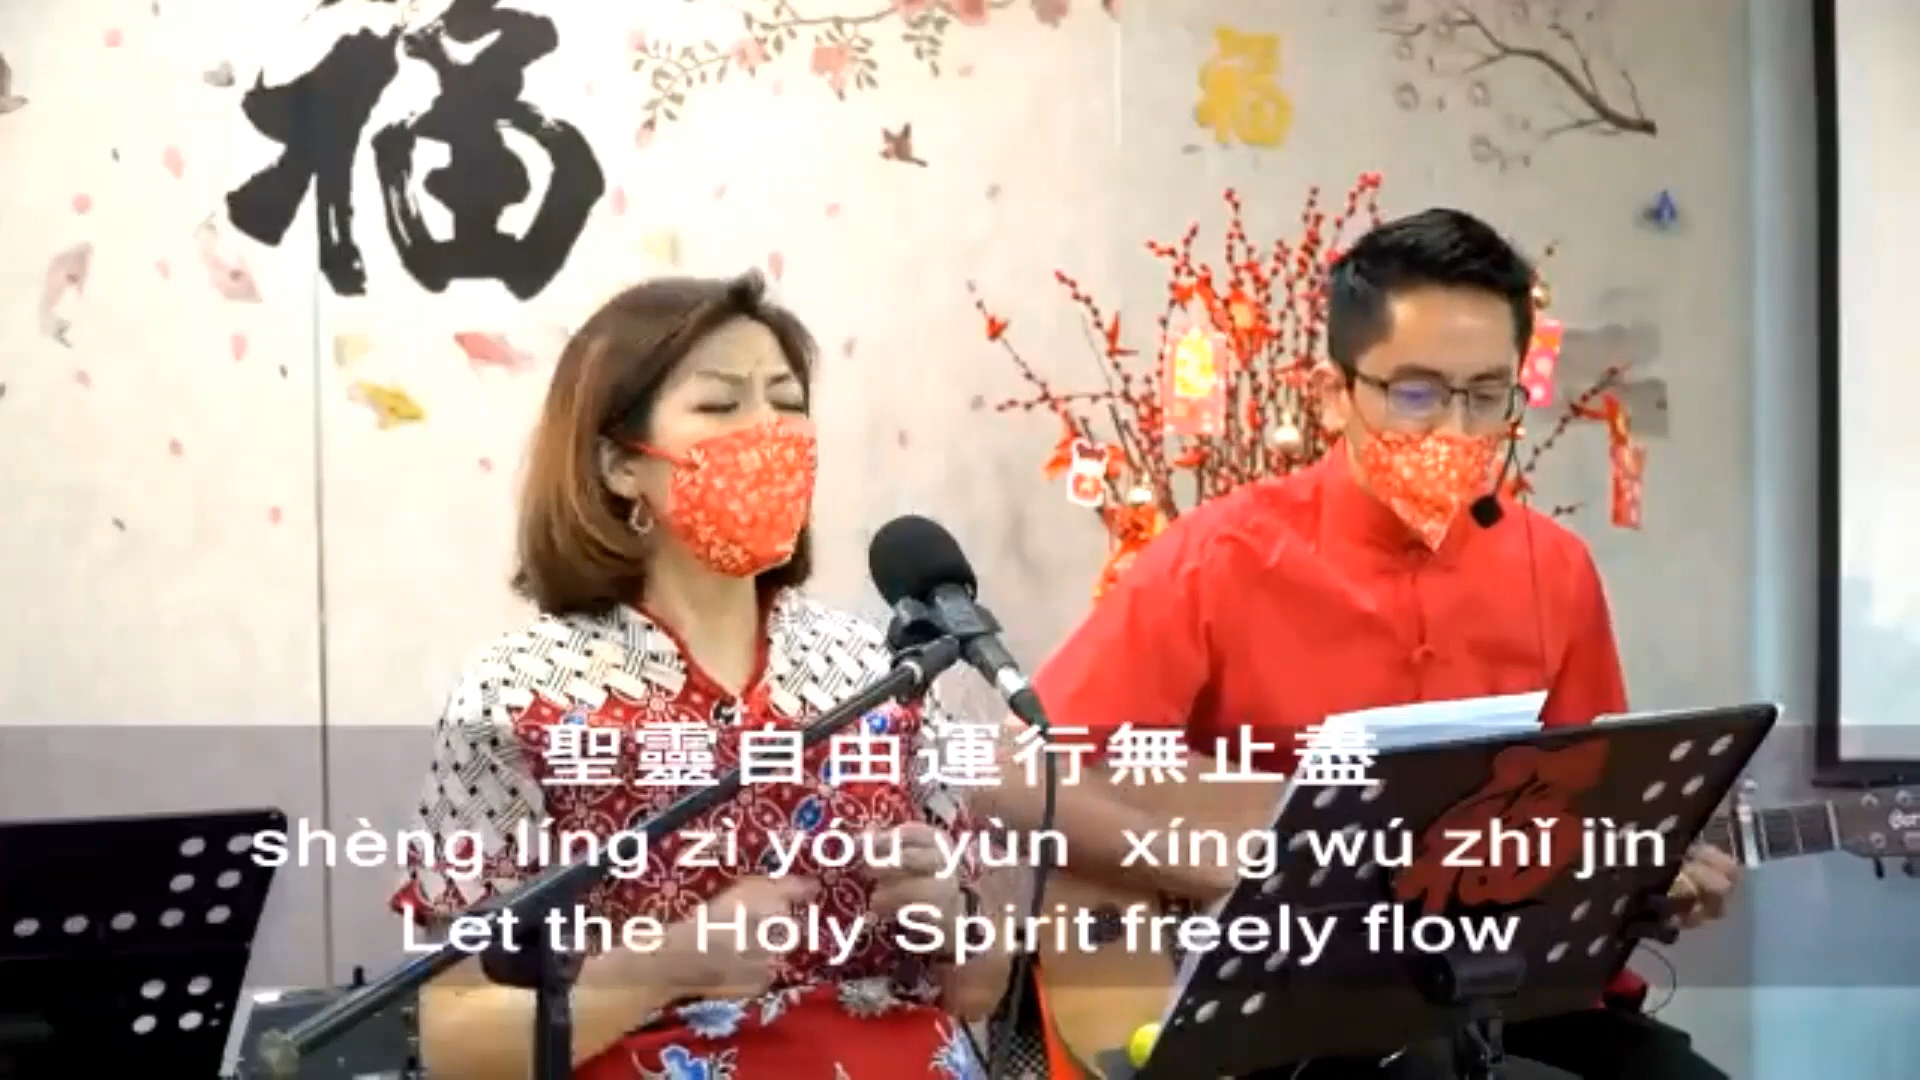 福
福
聖靈自由運行無止盡
shèng líng zì yóu yùn xíng wú zhǐ jìn
Let the Holy Spirit freely flow